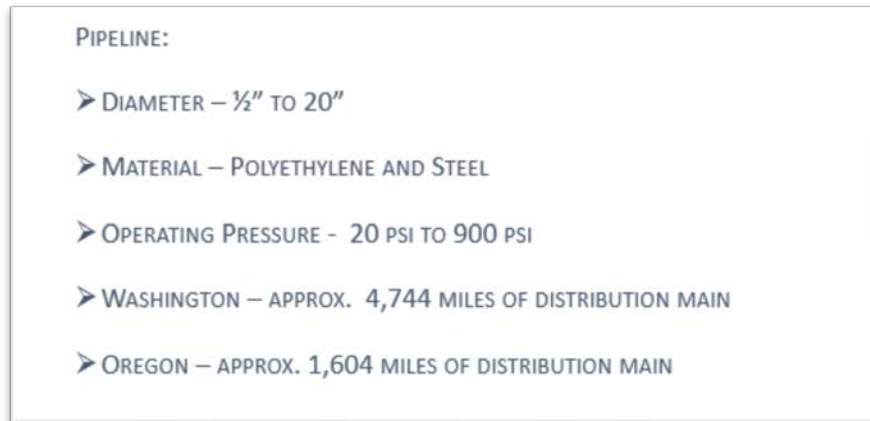 PIPELINE:
➢ DIAMETER – ½” TO 20”
➢ MATERIAL – POLYETHYLENE AND STEEL
➢ OPERATING PRESSURE - 20 PSI TO 900 PSI
➢ WASHINGTON – APPROX. 4,744 MILES OF DISTRIBUTION MAIN
➢ OREGON – APPROX. 1,604 MILES OF DISTRIBUTION MAIN